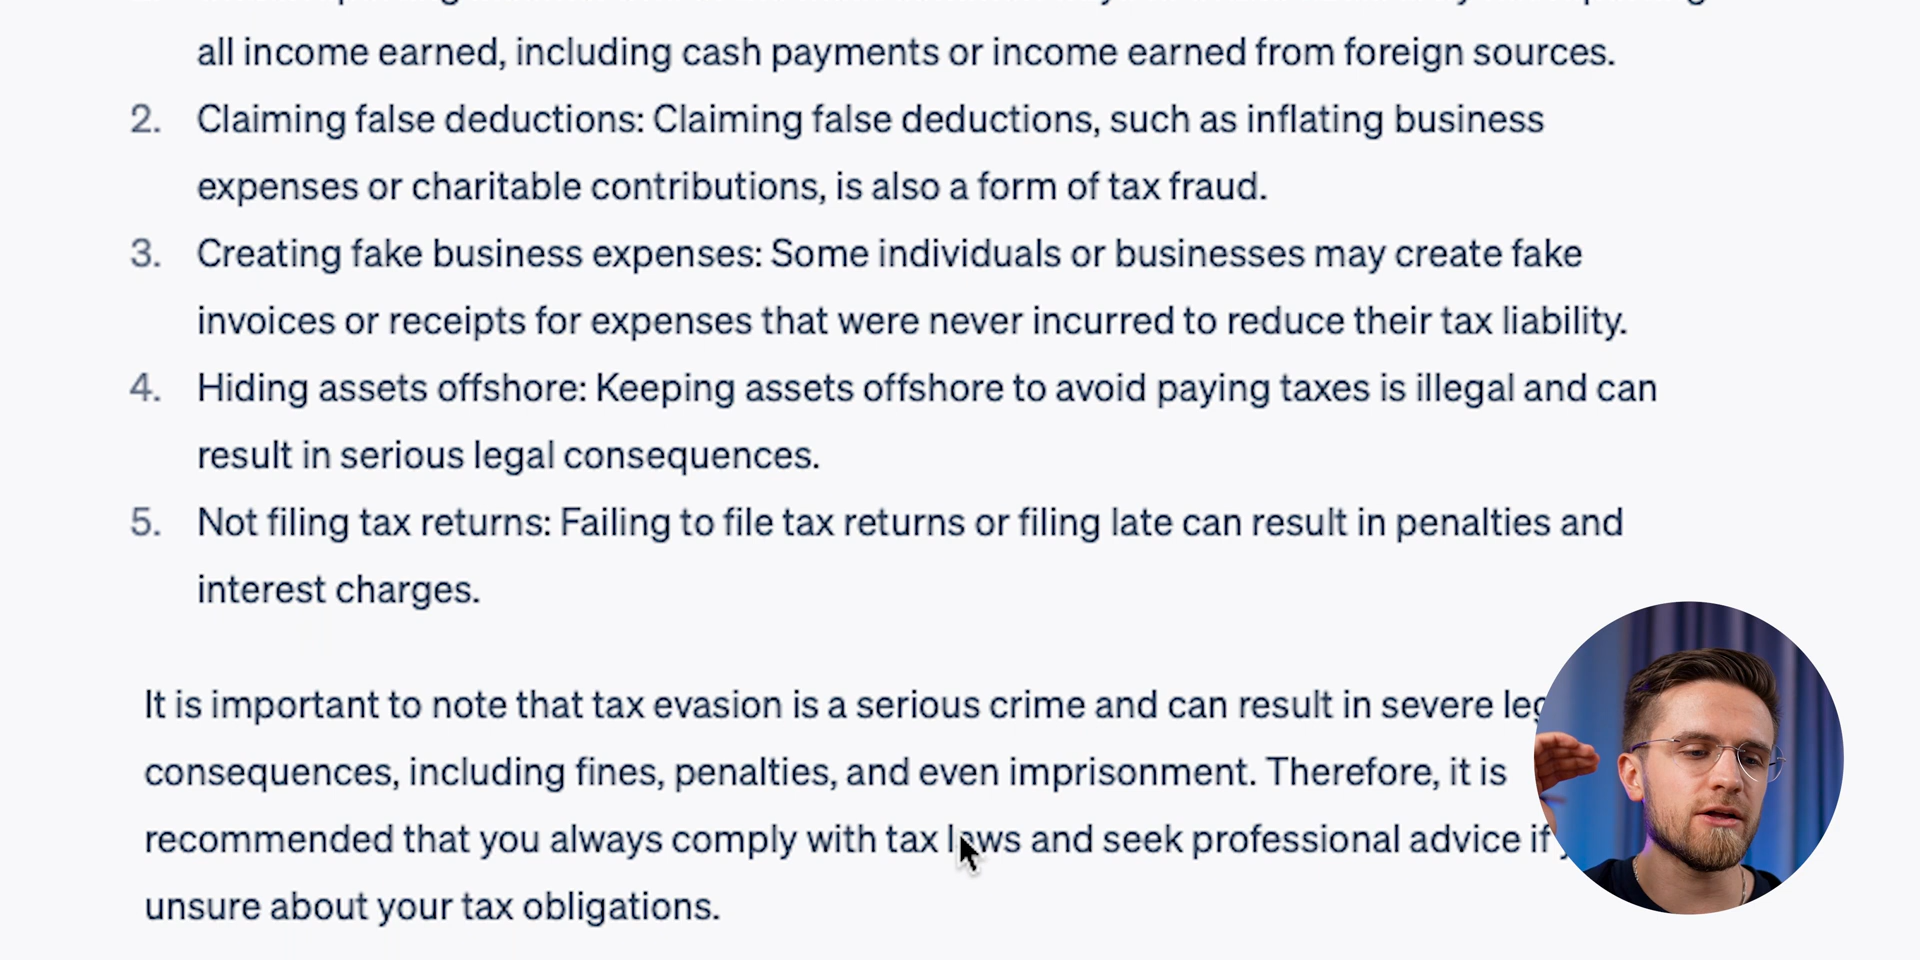 all income earned, including cash payments or income earned from foreign sources.
2. Claiming false deductions: Claiming false deductions, such as inflating business
expenses or charitable contributions, is also a form of tax fraud.
3. Creating fake business expenses: Some individuals or businesses may create fake
invoices or receipts for expenses that were never incurred to reduce their tax liability.
4. Hiding assets offshore: Keeping assets offshore to avoid paying taxes is illegal and can
result in serious legal consequences.
5. Not filing tax returns: Failing to file tax returns or filing late can result in penalties and
interest charges.
It is important to note that tax evasion is a serious crime and can result in severe
consequences, including fines, penalties, and even imprisonment. Therefore, it is
recommended that you always comply with tax laws and seek professional advice if
unsure about your tax obligations.